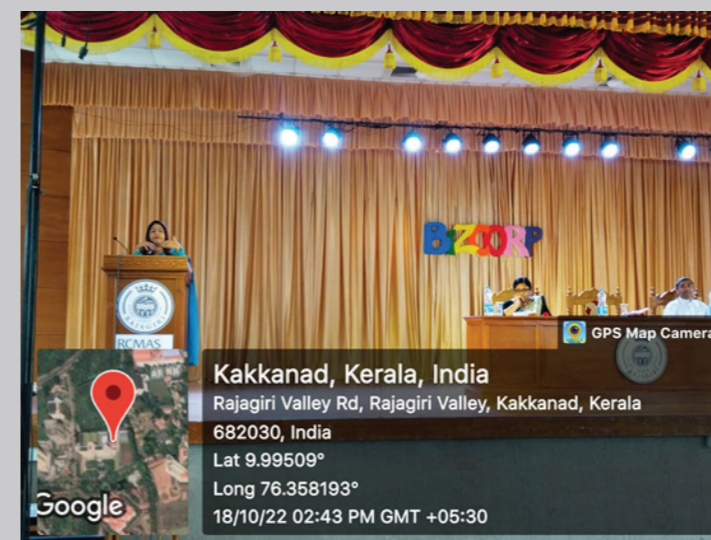 BIZCORP
RAJAGIRI
RCMAS
GPS Map Camera
Kakkanad, Kerala, India
Rajagiri Valley Rd, Rajagiri Valley, Kakkanad, Kerala
682030, India
Lat 9.99509°
Long 76.358193°
18/10/22 02:43 PM GMT +05:30
Google